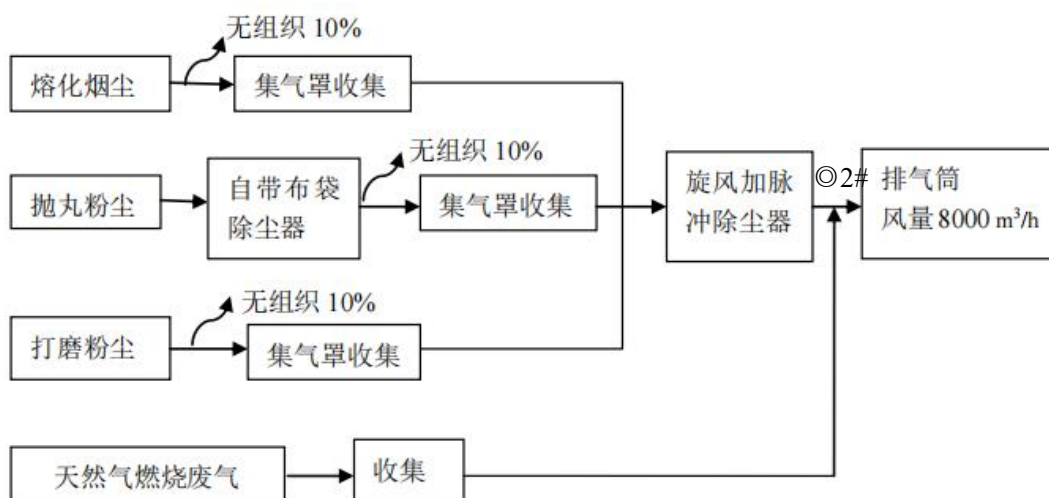 无组织 10%
熔化烟尘
集气罩收集
无组织 10%
抛丸粉尘
自带布袋
除尘器
集气罩收集
旋风加脉
冲除尘器
◎2#
排气筒
风量 8000 m³/h
无组织 10%
打磨粉尘
集气罩收集
天然气燃烧废气
收集